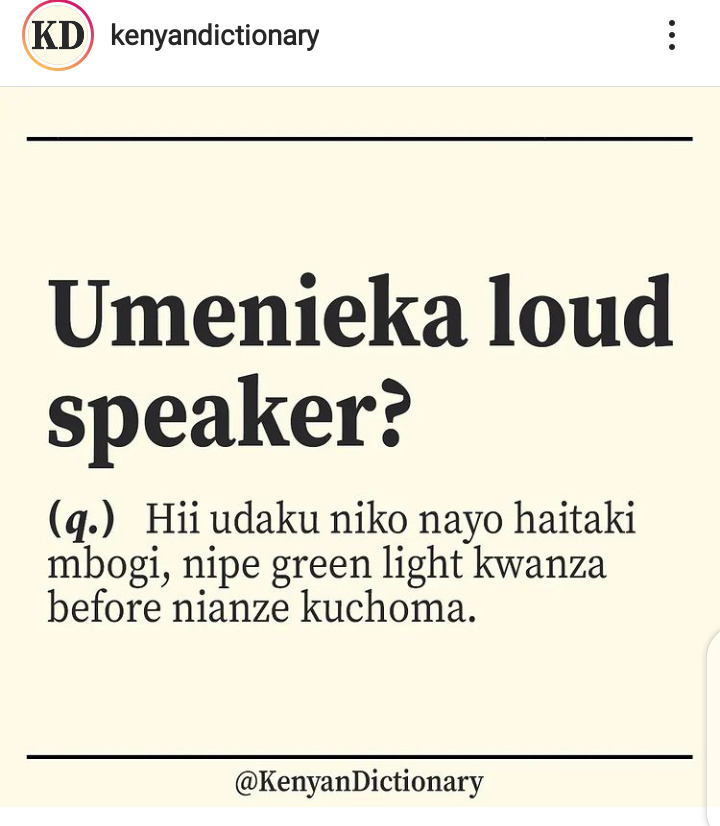 KD kenyandictionary
Umenieka loud
speaker?
(q.) Hii udaku niko nayo haitaki
mbogi, nipe green light kwanza
before nianze kuchoma.
@KenyanDictionary